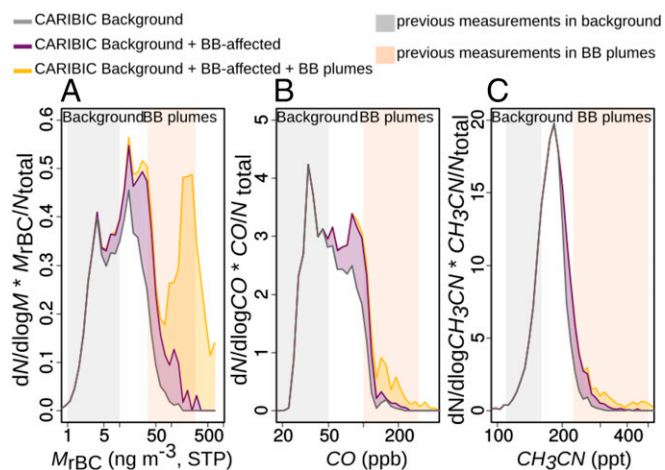 CARIBIC Background
CARIBIC Background + BB-affected
CARIBIC Background + BB-affected + BB plumes
previous measurements in background
previous measurements in BB plumes
A
B
C
Background BB plumes
Background BB plumes
Background BB plumes
dN/dlogM * MrBC/Ntotal
0.6
0.5
0.4
0.3
0.2
0.1
0.0
1 5 50 500
MrBC (ng m-3, STP)
dN/dlogCO * CO/Ntotal
5
4
3
2
1
0
20 50 200
CO (ppb)
dN/dlogCH3CN * CH3CN/Ntotal
20
15
10
5
0
100 200 400
CH3CN (ppt)